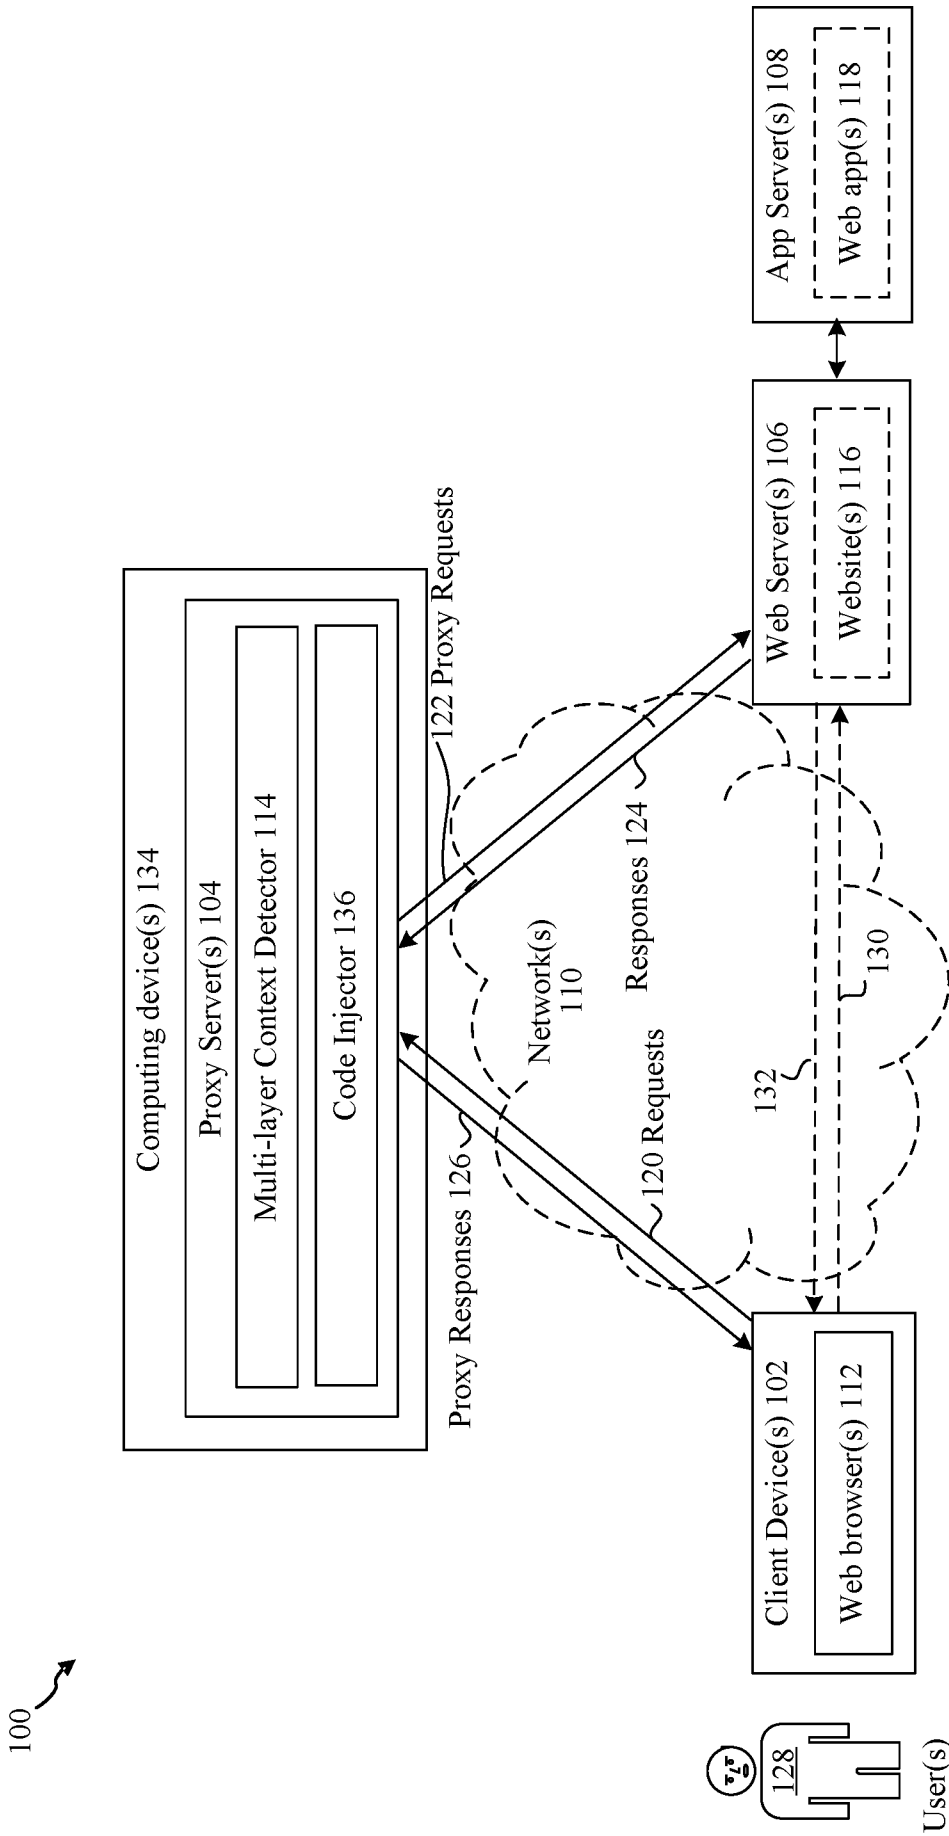 100
Computing device(s) 134
Proxy Server(s) 104
Multi-layer Context Detector 114
Code Injector 136
Proxy Responses 126
122 Proxy Requests
Network(s)
110
120 Requests
Responses 124
132
130
Client Device(s) 102
Web browser(s) 112
Web Server(s) 106
Website(s) 116
App Server(s) 108
Web app(s) 118
128
User(s)